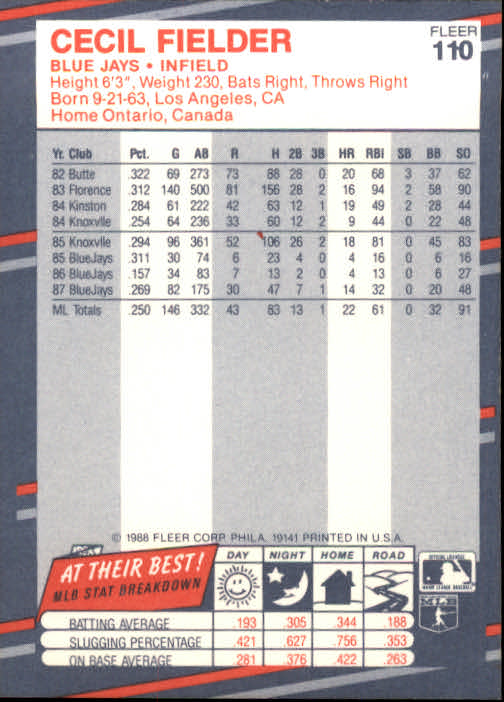 CECIL FIELDER
FLEER
110
BLUE JAYS • INFIELD
Height 6'3", Weight 230, Bats Right, Throws Right
Born 9-21-63, Los Angeles, CA
Home Ontario, Canada
Yr. Club Pct. G AB R H 2B 3B HR RBI SB BB SO
82 Butte .322 69 273 73 88 28 0 20 68 3 37 62
83 Florence .312 140 500 81 156 28 2 16 94 2 58 90
84 Kinston .284 61 222 42 63 12 1 19 49 2 28 44
84 Knoxvlle .254 64 236 33 60 12 2 9 44 0 22 48
85 Knoxvlle .294 96 361 52 106 26 2 18 81 0 45 83
85 BlueJays .311 30 74 6 23 4 0 4 16 0 6 16
86 BlueJays .157 34 83 7 13 2 0 4 13 0 6 27
87 BlueJays .269 82 175 30 47 7 1 14 32 0 20 48
ML Totals .250 146 332 43 83 13 1 22 61 0 32 91
© 1988 FLEER CORP. PHILA. 19141 PRINTED IN U.S.A.
AT THEIR BEST!
MLB STAT BREAKDOWN
DAY NIGHT HOME ROAD
BATTING AVERAGE .193 .305 .344 .188
SLUGGING PERCENTAGE .421 .627 .756 .353
ON BASE AVERAGE .281 .376 .422 .263
OFFICIAL LICENSEE
MAJOR LEAGUE BASEBALL